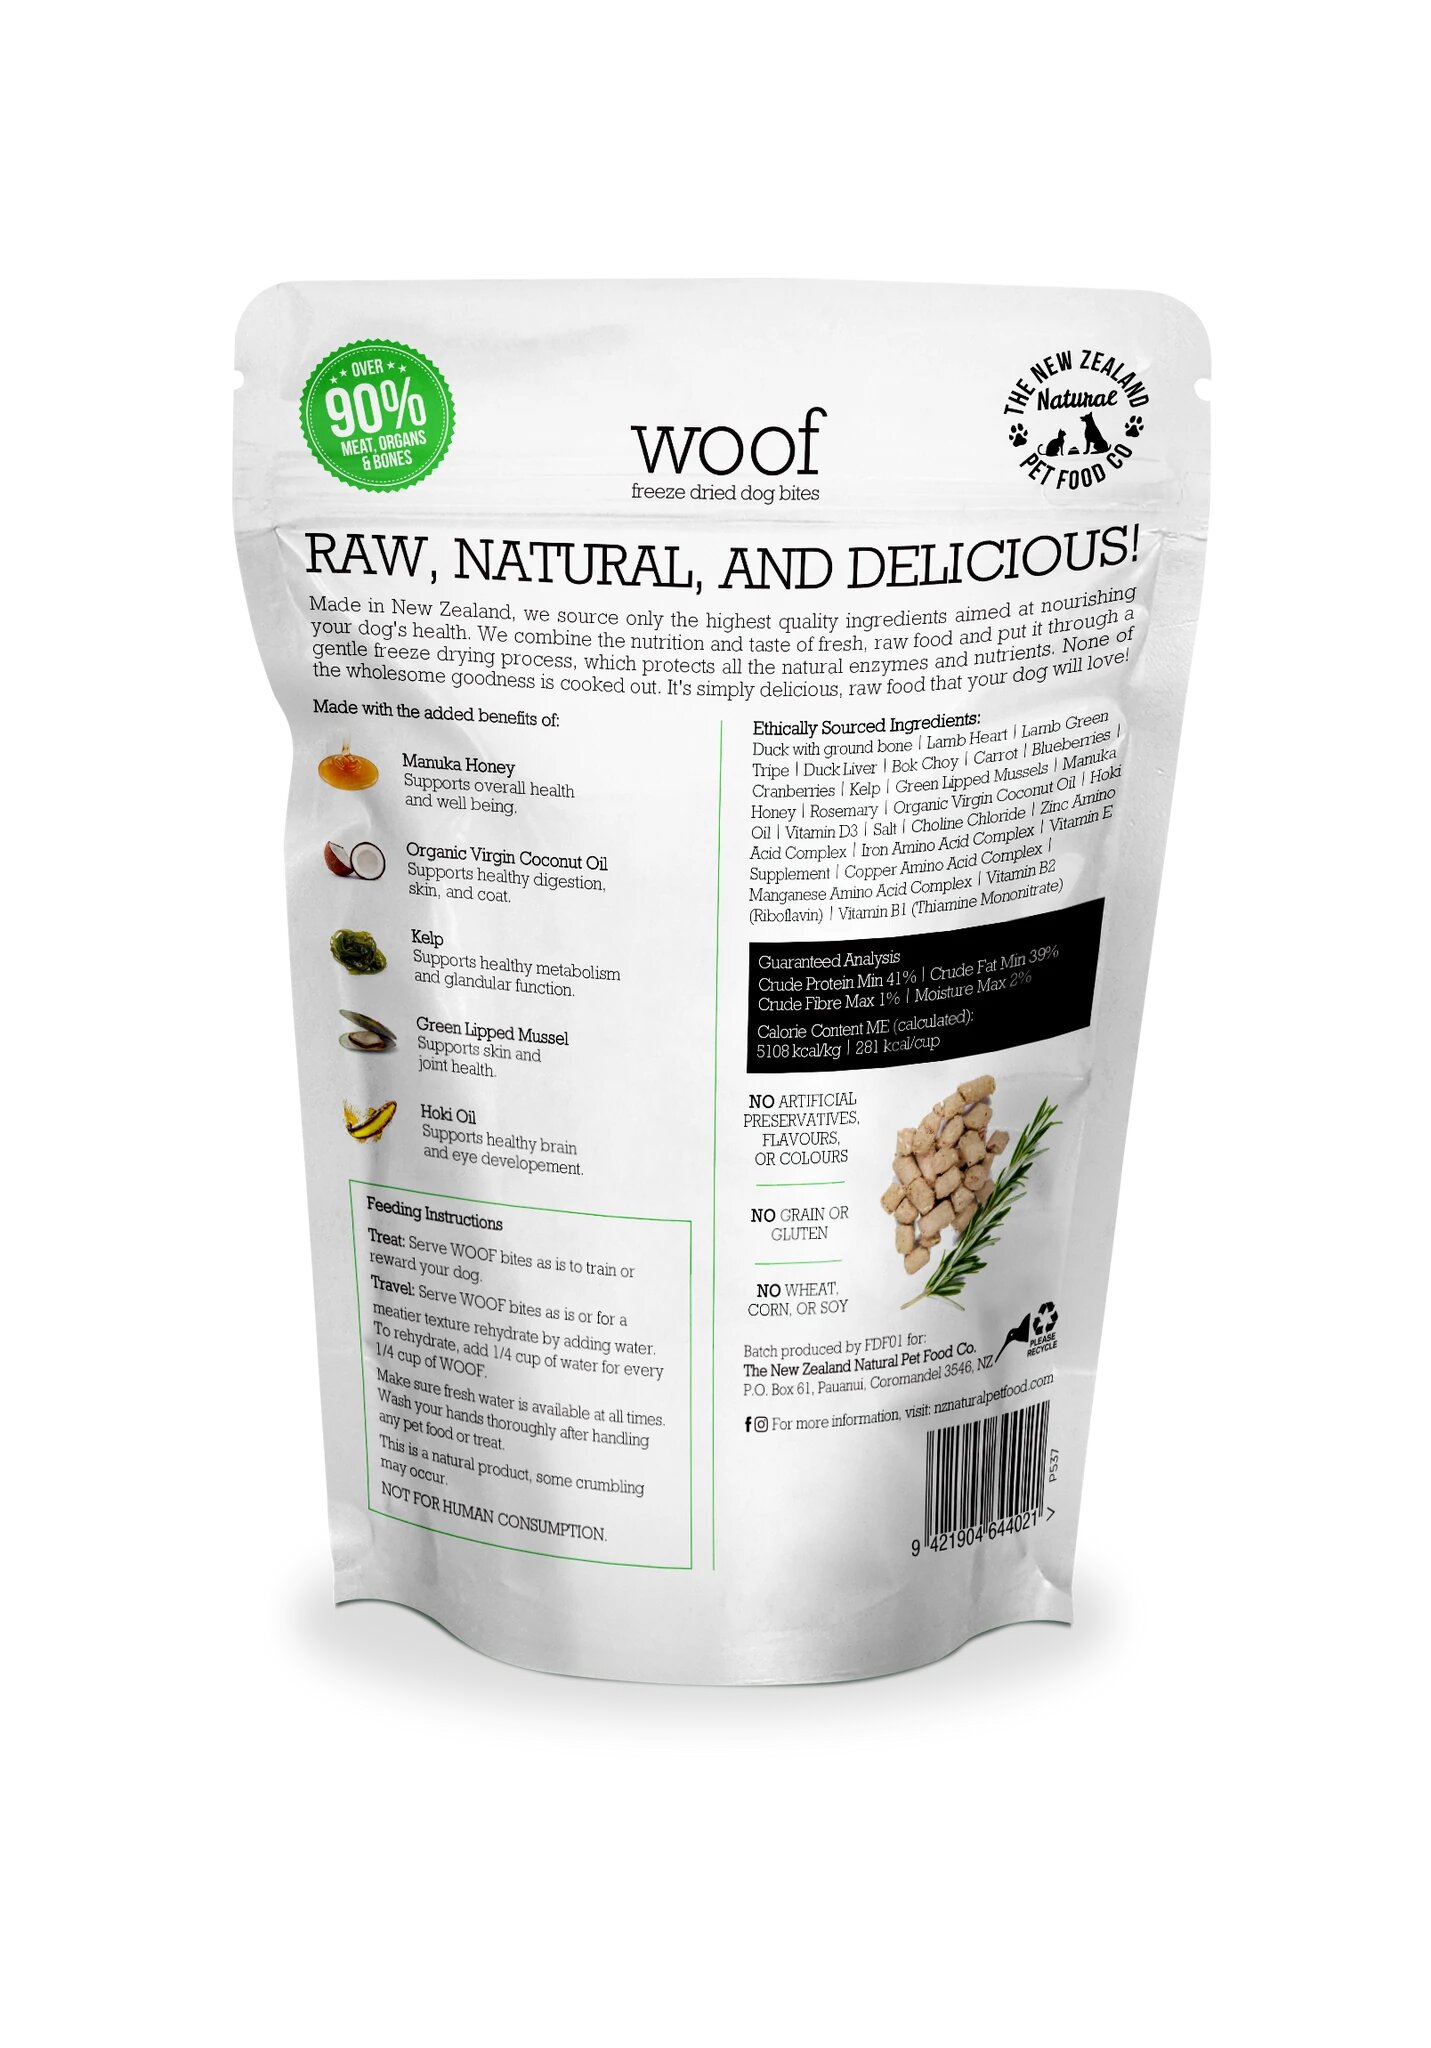 OVER
90%
MEAT, ORGANS
& BONES
woof
freeze dried dog bites
THE NEW ZEALAND
Natural
PET FOOD CO
RAW, NATURAL, AND DELICIOUS!
Made in New Zealand, we source only the highest quality ingredients aimed at nourishing
your dog's health. We combine the nutrition and taste of fresh, raw food and put it through a
gentle freeze drying process, which protects all the natural enzymes and nutrients. None of
the wholesome goodness is cooked out. It's simply delicious, raw food that your dog will love!
Made with the added benefits of:
Manuka Honey
Supports overall health
and well being.
Organic Virgin Coconut Oil
Supports healthy digestion,
skin, and coat.
Kelp
Supports healthy metabolism
and glandular function.
Green Lipped Mussel
Supports skin and
joint health.
Hoki Oil
Supports healthy brain
and eye developement.
Feeding Instructions
Treat: Serve WOOF bites as is to train or
reward your dog.
Travel: Serve WOOF bites as is or for a
meatier texture rehydrate by adding water.
To rehydrate, add 1/4 cup of water for every
1/4 cup of WOOF.
Make sure fresh water is available at all times.
Wash your hands thoroughly after handling
any pet food or treat.
This is a natural product, some crumbling
may occur.
NOT FOR HUMAN CONSUMPTION.
Ethically Sourced Ingredients:
Duck with ground bone | Lamb Heart | Lamb Green
Tripe | Duck Liver | Bok Choy | Carrot | Blueberries |
Cranberries | Kelp | Green Lipped Mussels | Manuka
Honey | Rosemary | Organic Virgin Coconut Oil | Hoki
Oil | Vitamin D3 | Salt | Choline Chloride | Zinc Amino
Acid Complex | Iron Amino Acid Complex | Vitamin E
Supplement | Copper Amino Acid Complex |
Manganese Amino Acid Complex | Vitamin B2
(Riboflavin) | Vitamin B1 (Thiamine Mononitrate)
Guaranteed Analysis
Crude Protein Min 41% | Crude Fat Min 39%
Crude Fibre Max 1% | Moisture Max 2%
Calorie Content ME (calculated):
5108 kcal/kg | 281 kcal/cup
NO ARTIFICIAL
PRESERVATIVES,
FLAVOURS,
OR COLOURS
NO GRAIN OR
GLUTEN
NO WHEAT,
CORN, OR SOY
PLEASE
RECYCLE
Batch produced by FDF01 for:
The New Zealand Natural Pet Food Co.
P.O. Box 61, Pauanui, Coromandel 3546, NZ
For more information, visit: nznaturalpetfood.com
P537
9 421904 644021 >